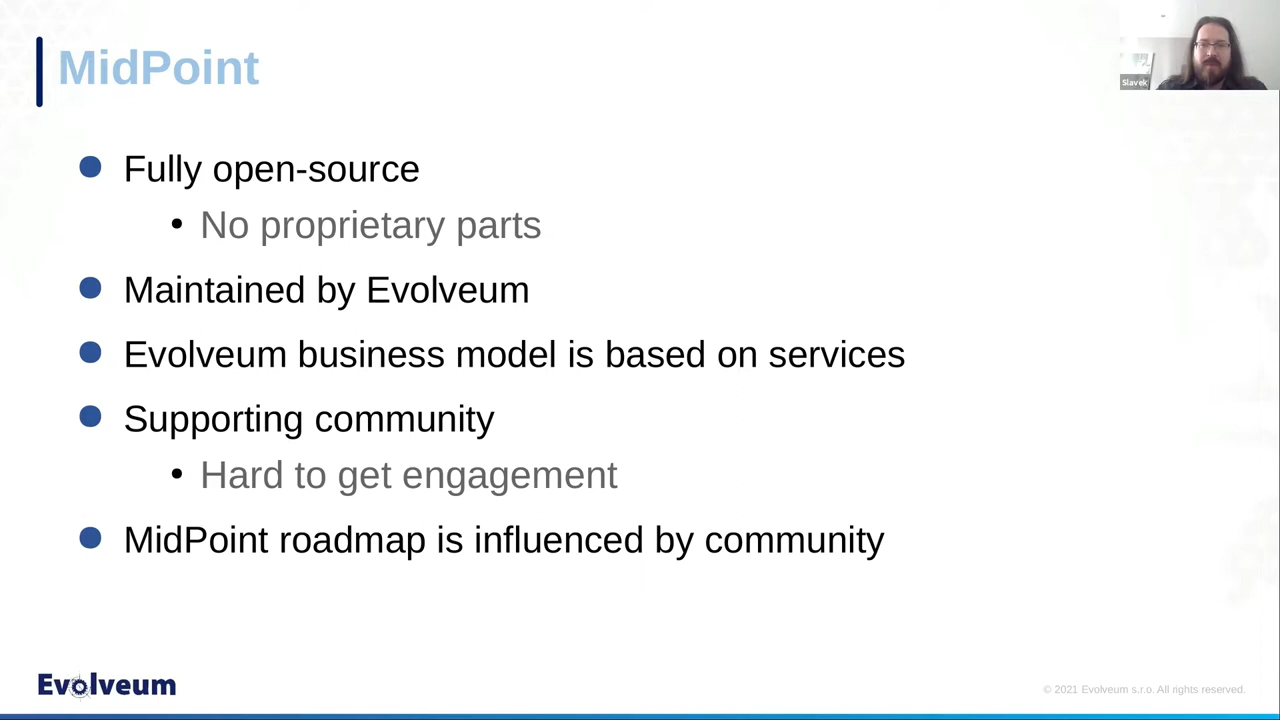 MidPoint
Slavek
Fully open-source
No proprietary parts
Maintained by Evolveum
Evolveum business model is based on services
Supporting community
Hard to get engagement
MidPoint roadmap is influenced by community
Evolveum
© 2021 Evolveum s.r.o. All rights reserved.